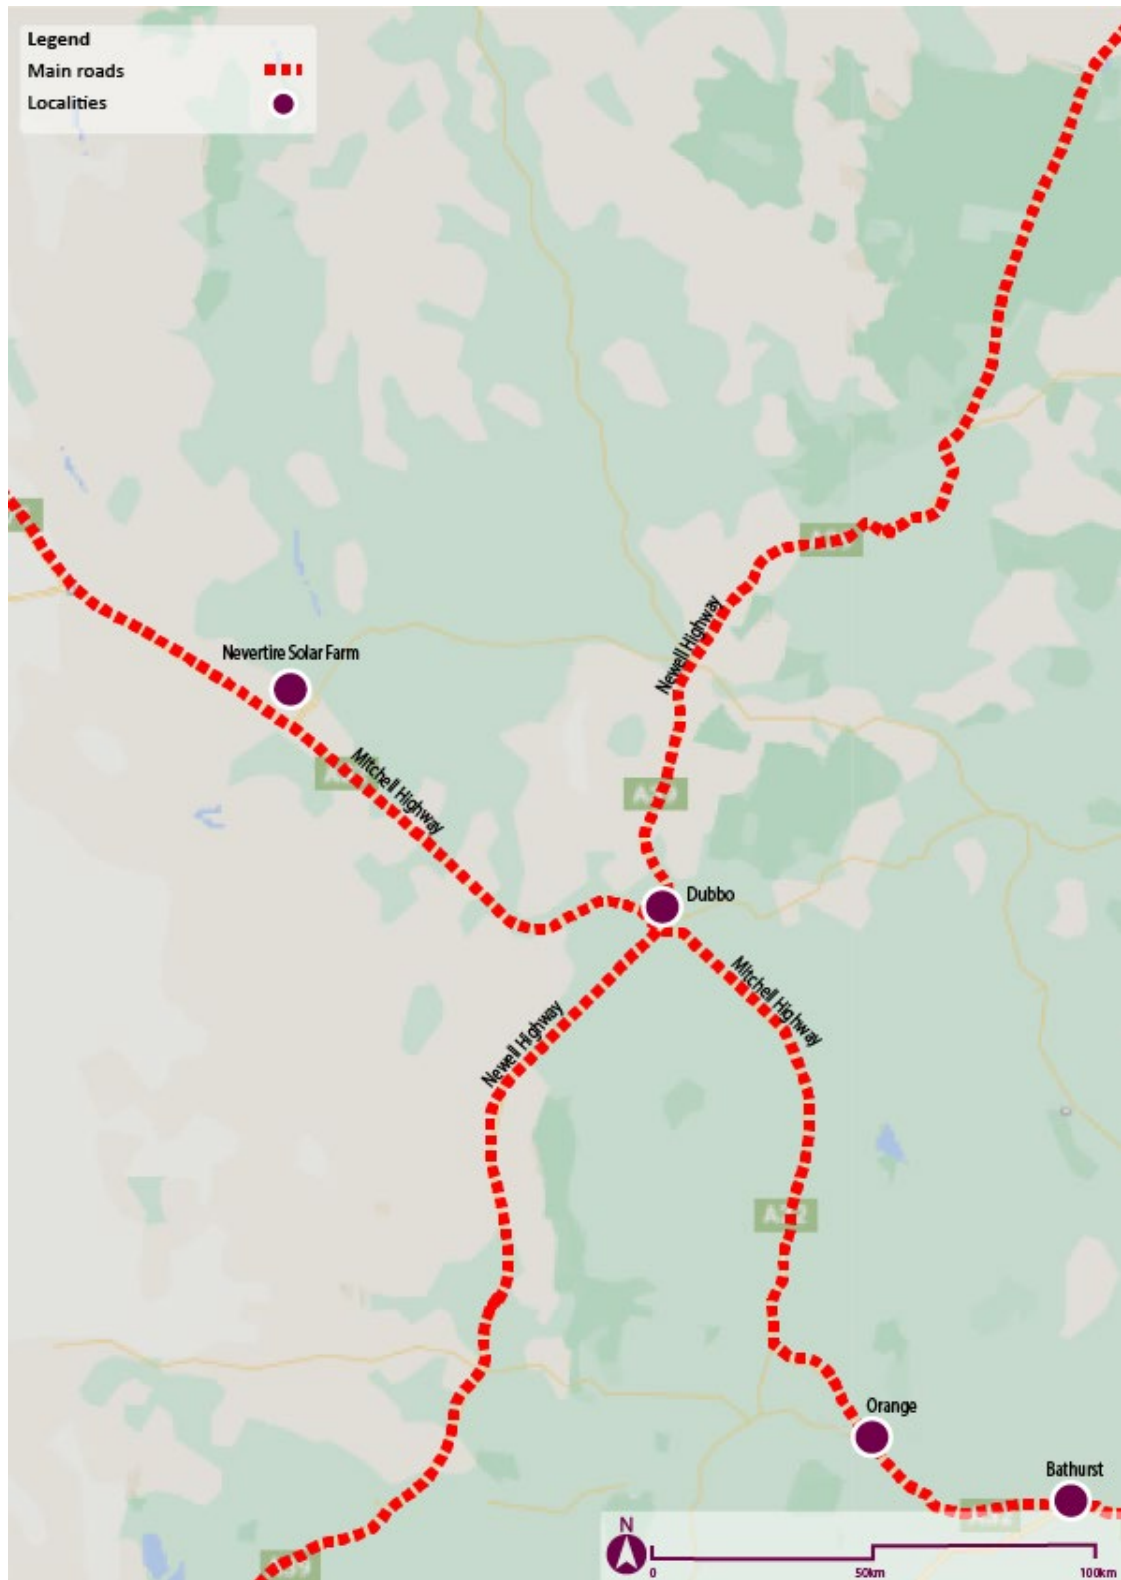 Legend
Main roads
Localities
Nevertire Solar Farm
Newell Highway
Mitchell Highway
Dubbo
Mitchell Highway
Newell Highway
A32
Orange
Bathurst
N
0
50km
100km